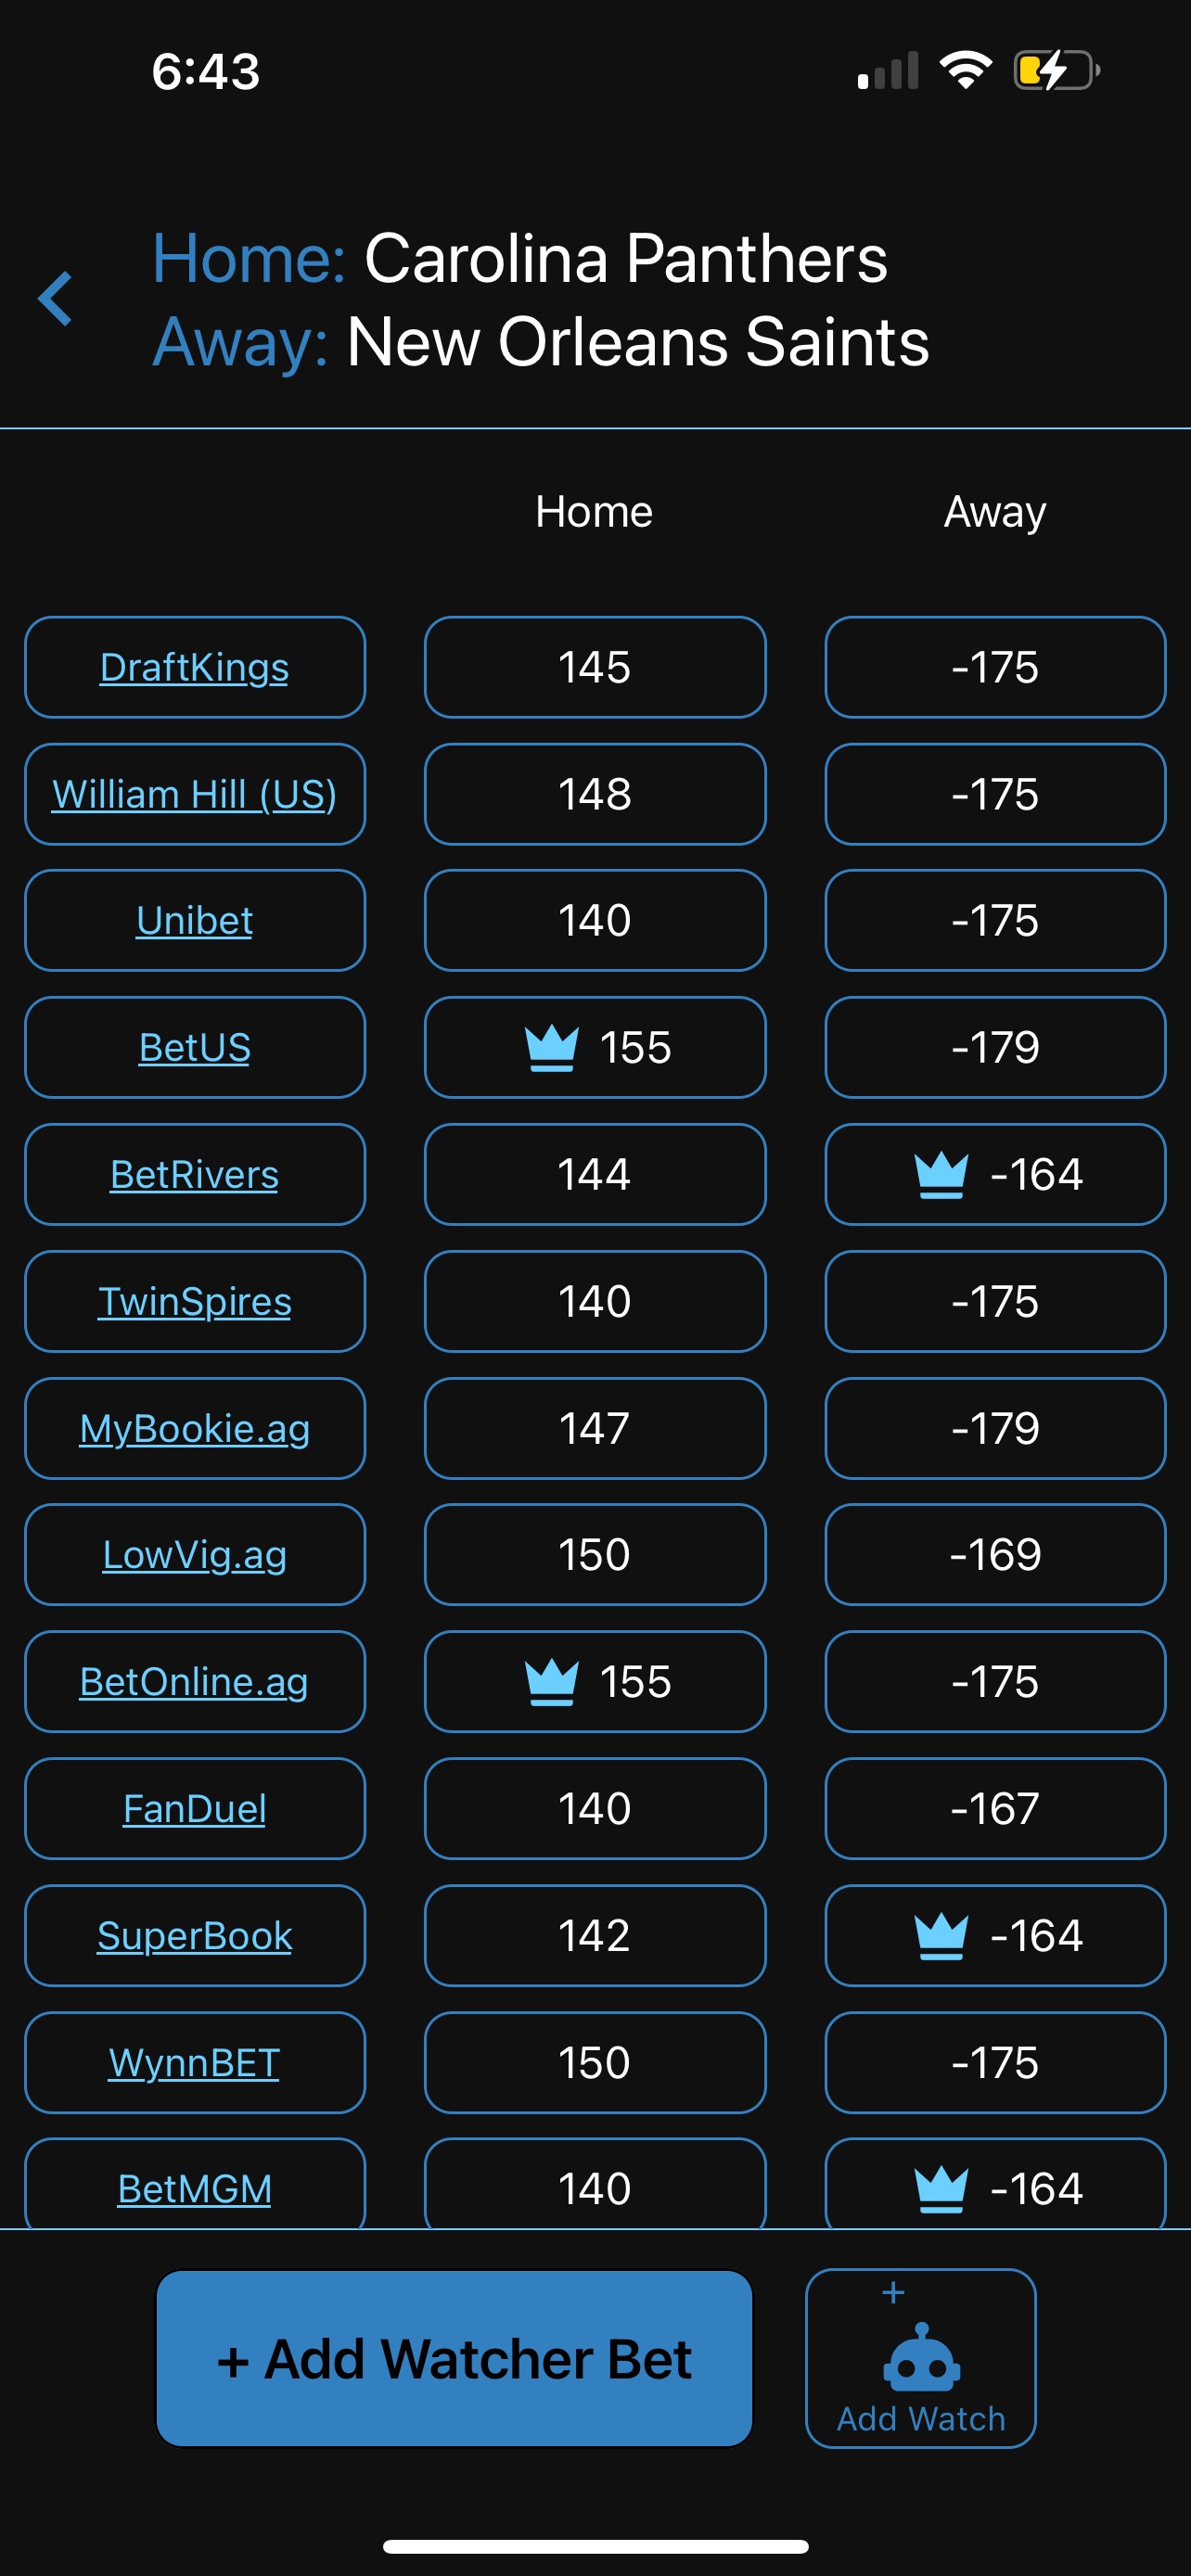 6:43
Home: Carolina Panthers
Away: New Orleans Saints
Home Away
DraftKings 145 -175
William Hill (US) 148 -175
Unibet 140 -175
BetUS 155 -179
BetRivers 144 -164
TwinSpires 140 -175
MyBookie.ag 147 -179
LowVig.ag 150 -169
BetOnline.ag 155 -175
FanDuel 140 -167
SuperBook 142 -164
WynnBET 150 -175
BetMGM 140 -164
+ Add Watcher Bet
+
Add Watch